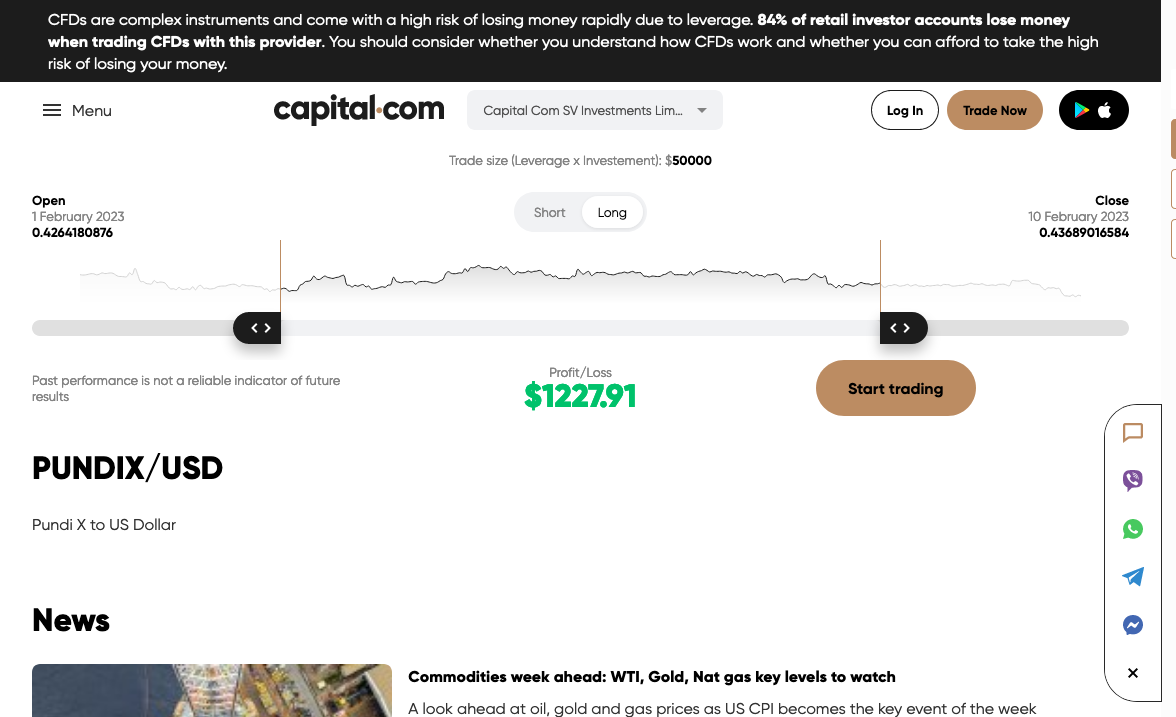 CFDs are complex instruments and come with a high risk of losing money rapidly due to leverage. 84% of retail investor accounts lose money
when trading CFDs with this provider. You should consider whether you understand how CFDs work and whether you can afford to take the high
risk of losing your money.
Menu
capital.com
Capital Com SV Investments Lim...
Log In
Trade Now
Trade size (Leverage x Investement): $50000
Open
1 February 2023
0.4264180876
Short
Long
Close
10 February 2023
0.43689016584
Past performance is not a reliable indicator of future
results
Profit/Loss
$1227.91
Start trading
PUNDIX/USD
Pundi X to US Dollar
News
Commodities week ahead: WTI, Gold, Nat gas key levels to watch
A look ahead at oil, gold and gas prices as US CPI becomes the key event of the week